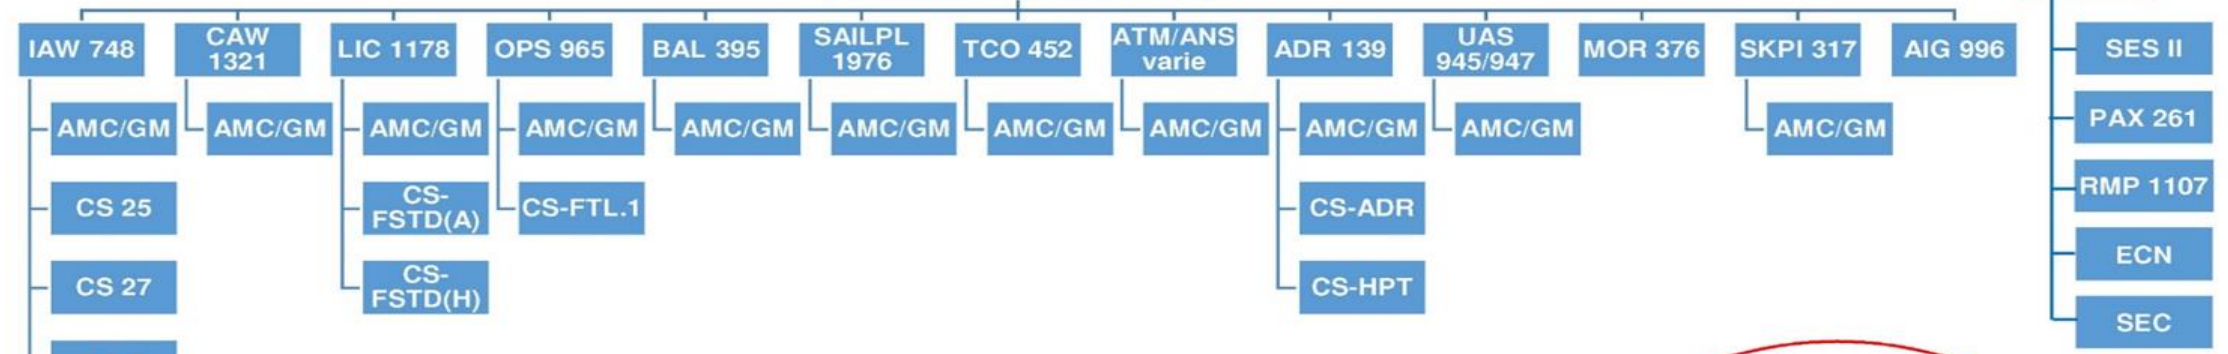 IAW 748
CAW
1321
LIC 1178
OPS 965
BAL 395
SAILPL
1976
TCO 452
ATM/ANS
varie
ADR 139
UAS
945/947
MOR 376
SKPI 317
AIG 996
AMC/GM
AMC/GM
AMC/GM
AMC/GM
AMC/GM
AMC/GM
AMC/GM
AMC/GM
AMC/GM
AMC/GM
AMC/GM
CS 25
CS-
FSTD(A)
CS-FTL.1
CS-ADR
CS 27
CS-
FSTD(H)
CS-HPT
SES II
PAX 261
RMP 1107
ECN
SEC